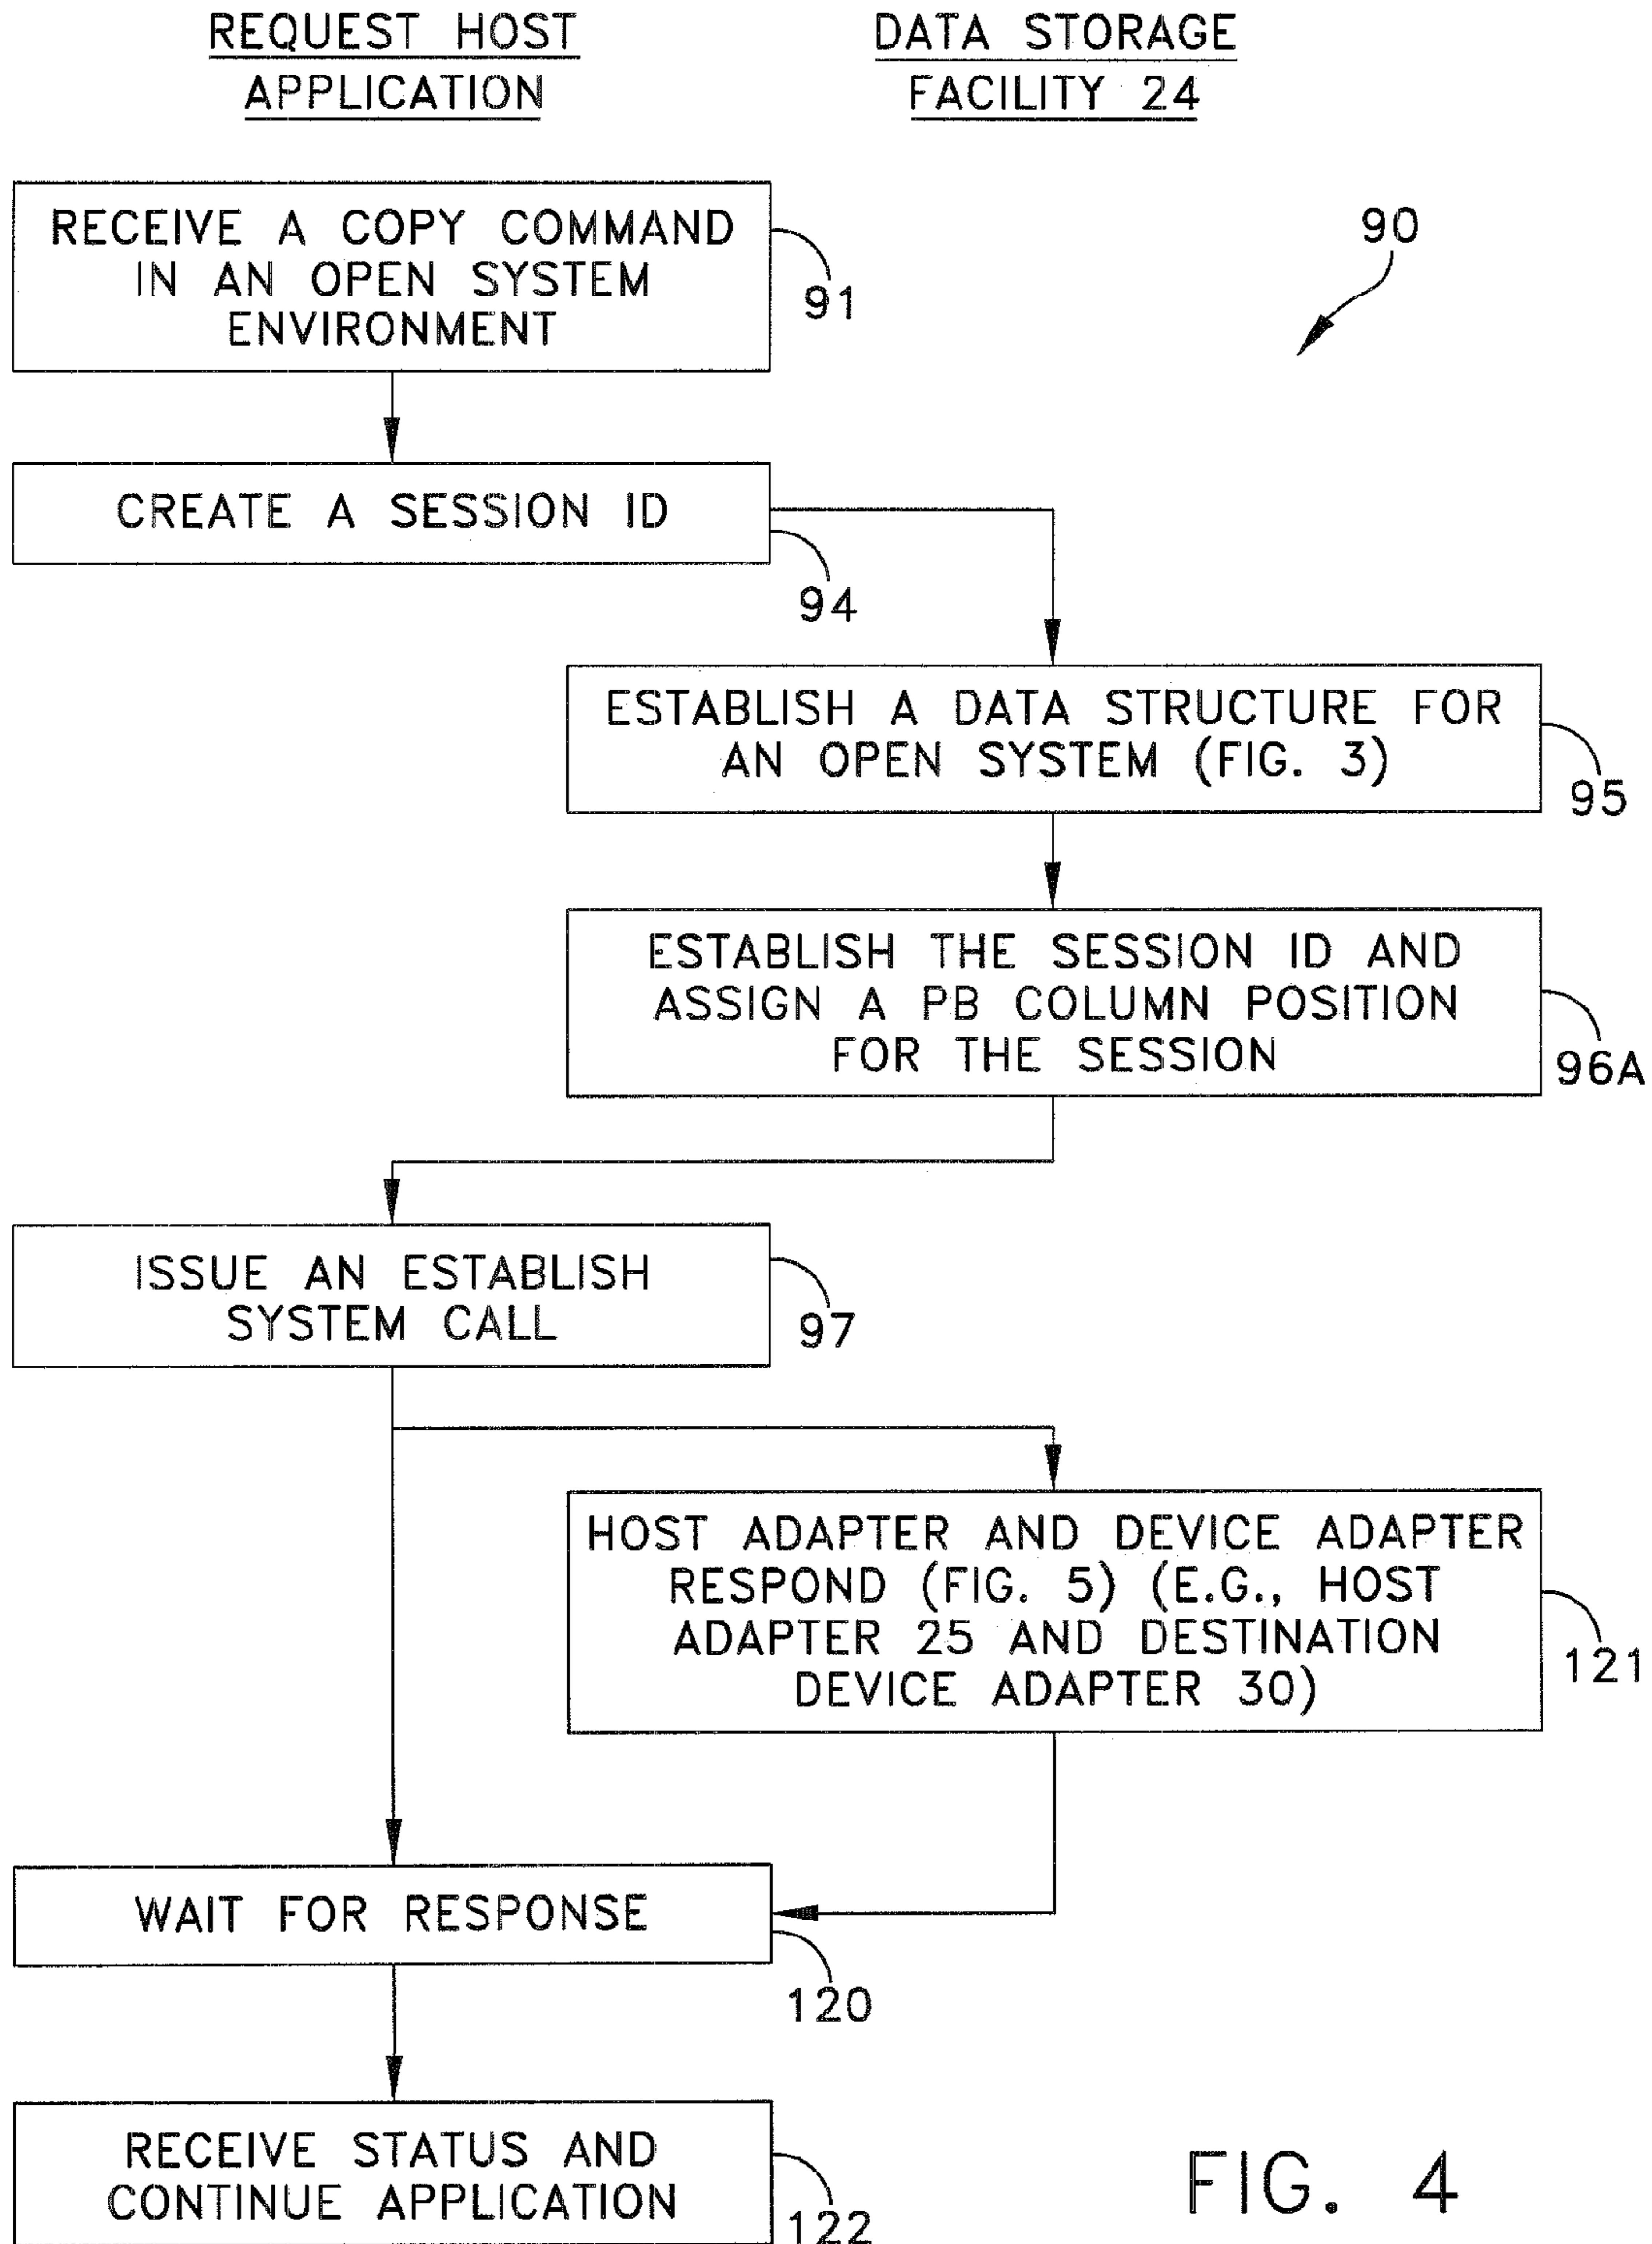 REQUEST HOST
APPLICATION
DATA STORAGE
FACILITY 24
RECEIVE A COPY COMMAND
IN AN OPEN SYSTEM
ENVIRONMENT
91
90
CREATE A SESSION ID
94
ESTABLISH A DATA STRUCTURE FOR
AN OPEN SYSTEM (FIG. 3)
95
ESTABLISH THE SESSION ID AND
ASSIGN A PB COLUMN POSITION
FOR THE SESSION
96A
ISSUE AN ESTABLISH
SYSTEM CALL
97
HOST ADAPTER AND DEVICE ADAPTER
RESPOND (FIG. 5) (E.G., HOST
ADAPTER 25 AND DESTINATION
DEVICE ADAPTER 30)
121
WAIT FOR RESPONSE
120
RECEIVE STATUS AND
CONTINUE APPLICATION
122
FIG. 4